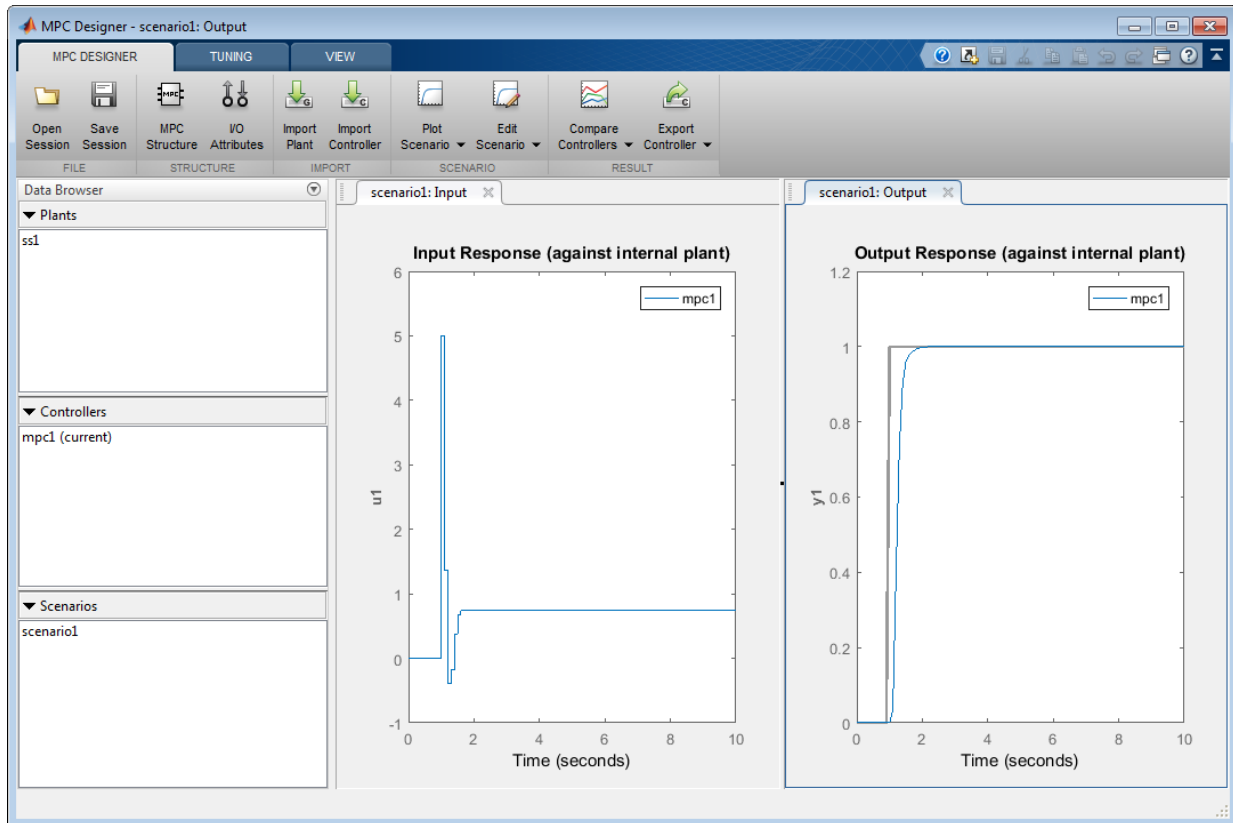 MPC Designer - scenario1: Output
MPC DESIGNER TUNING VIEW
Open Session
Save Session
MPC Structure
I/O Attributes
Import Plant
Import Controller
Plot Scenario
Edit Scenario
Compare Controllers
Export Controller
FILE STRUCTURE IMPORT SCENARIO RESULT
Data Browser
Plants
ss1
Controllers
mpc1 (current)
Scenarios
scenario1
scenario1: Input
Input Response (against internal plant)
mpc1
6
5
4
3
2
1
0
-1
u1
0 2 4 6 8 10
Time (seconds)
scenario1: Output
Output Response (against internal plant)
mpc1
1.2
1
0.8
0.6
0.4
0.2
0
y1
0 2 4 6 8 10
Time (seconds)